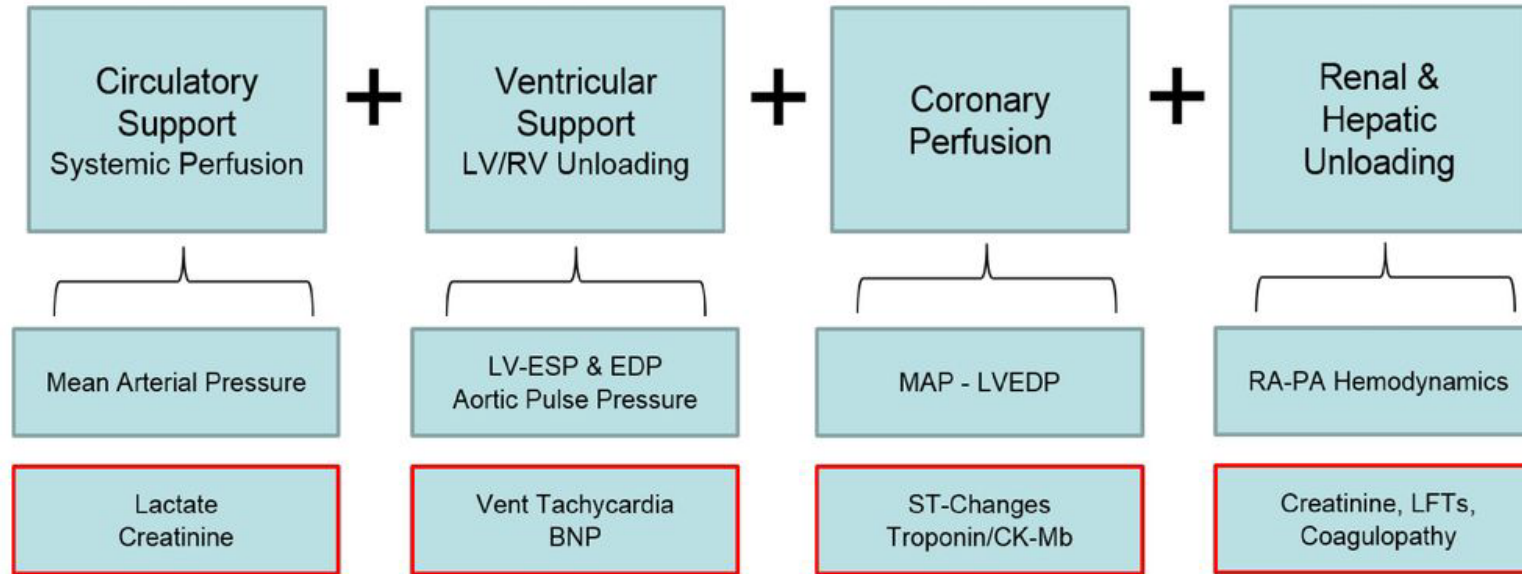 Circulatory
Support
Systemic Perfusion
+
Ventricular
Support
LV/RV Unloading
+
Coronary
Perfusion
+
Renal &
Hepatic
Unloading
Mean Arterial Pressure
LV-ESP & EDP
Aortic Pulse Pressure
MAP - LVEDP
RA-PA Hemodynamics
Lactate
Creatinine
Vent Tachycardia
BNP
ST-Changes
Troponin/CK-Mb
Creatinine, LFTs,
Coagulopathy